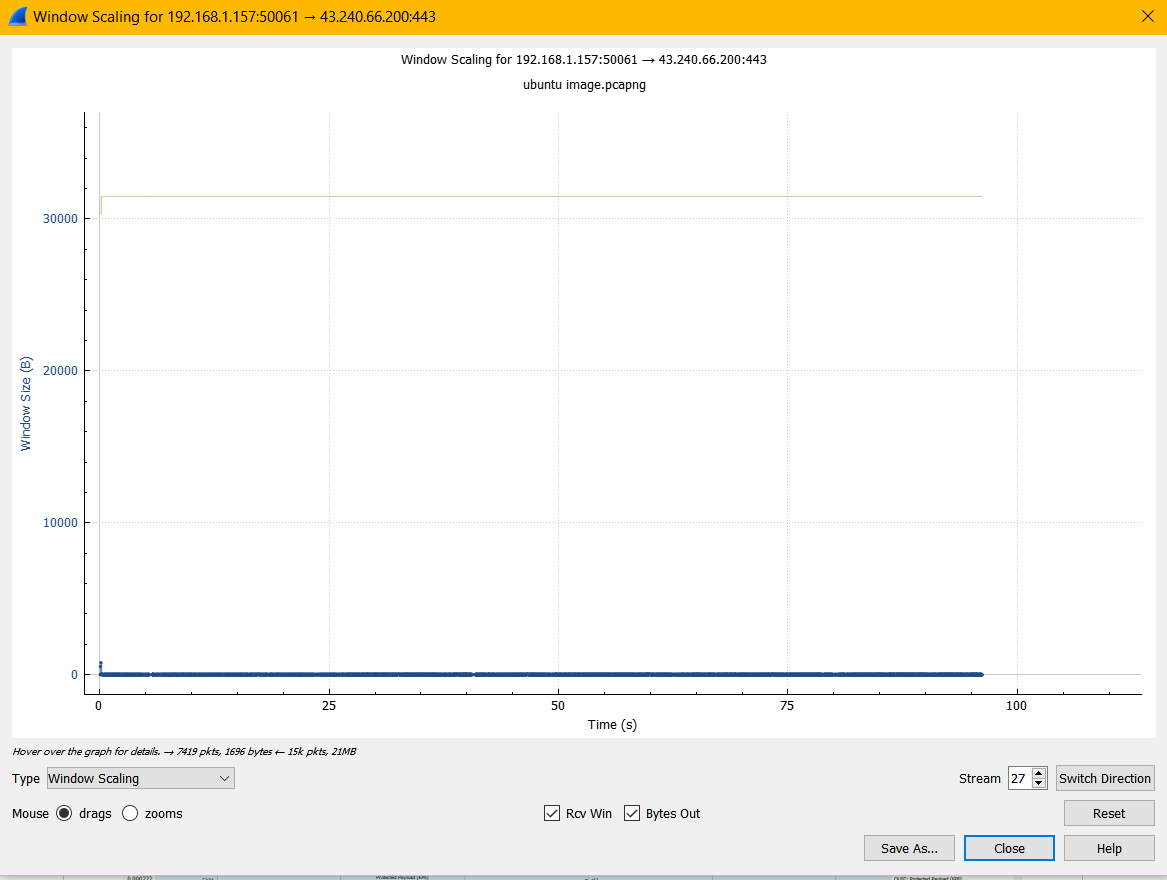 Window Scaling for 192.168.1.157:50061 → 43.240.66.200:443
Window Scaling for 192.168.1.157:50061 → 43.240.66.200:443
ubuntu image.pcapng
Window Size (B)
30000
20000
10000
0
0 25 50 75 100
Time (s)
Hover over the graph for details. → 7419 pkts, 1696 bytes ← 15k pkts, 21MB
Type Window Scaling Stream 27 Switch Direction
Mouse drags zooms Rcv Win Bytes Out Reset
Save As... Close Help